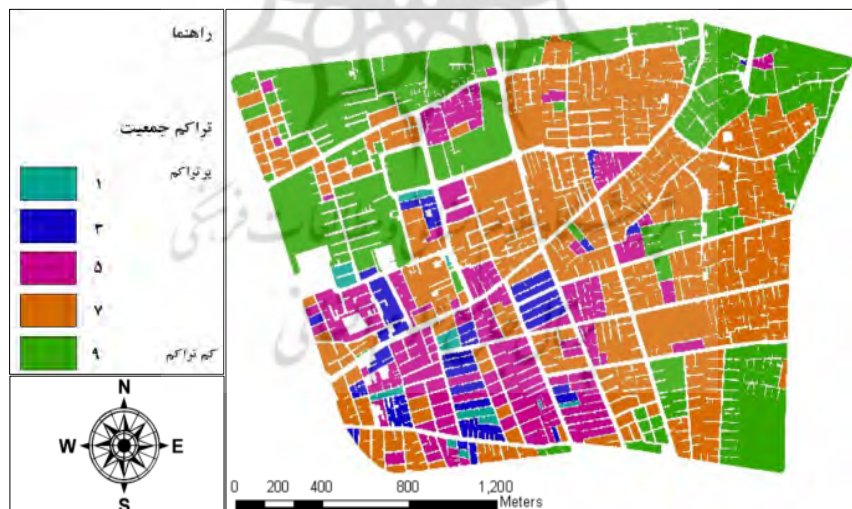 راهنما
تراکم جمعیت
پرتراکم
۱
۳
۵
۷
۹ کم تراکم
N
W E
S
0 200 400 800 1,200
Meters